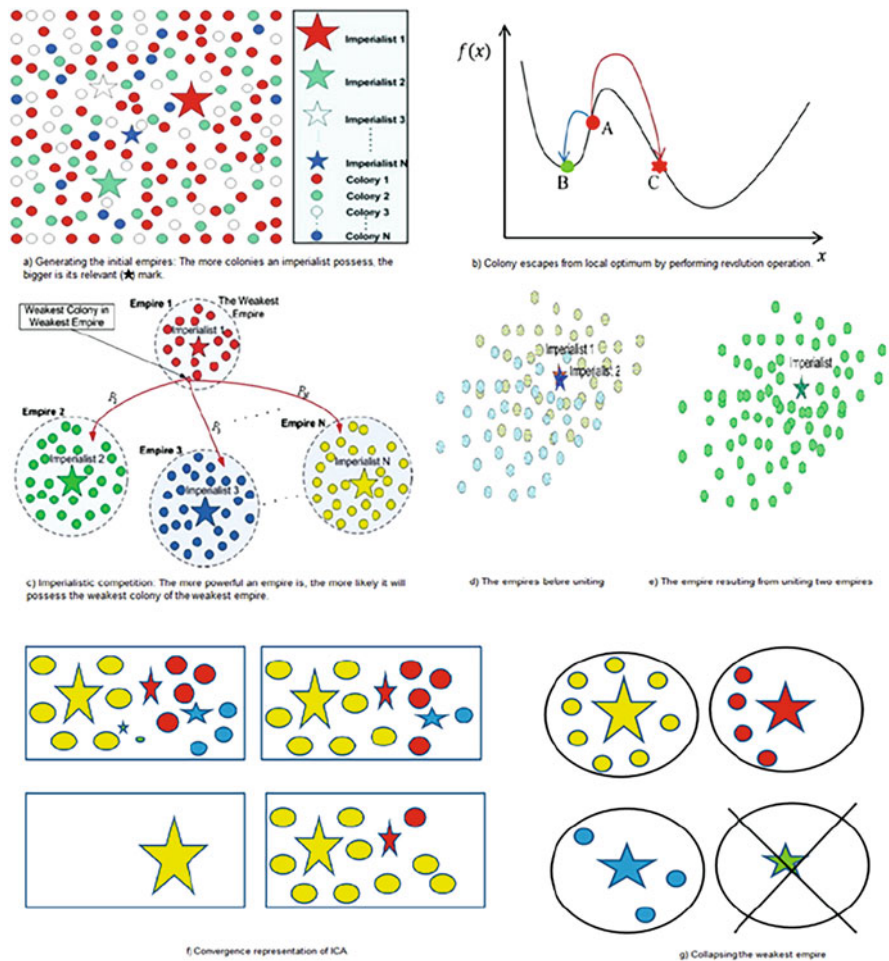 Imperialist 1
Imperialist 2
Imperialist 3
Imperialist N
Colony 1
Colony 2
Colony 3
Colony N
a) Generating the initial empires: The more colonies an imperialist possess, the
bigger is its relevant (★) mark.
f(x)
A
B
C
x
b) Colony escapes from local optimum by performing revolution operation.
Empire 1
The Weakest
Empire
Weakest Colony in
Weakest Empire
Imperialist 1
Empire 2
Imperialist 2
Empire 3
Imperialist 3
Empire N
Imperialist N
c) Imperialistic competition: The more powerful an empire is, the more likely it will
possess the weakest colony of the weakest empire.
Imperialist 1
Imperialist 2
d) The empires before uniting
Imperialist
e) The empire resulting from uniting two empires
f) Convergence representation of ICA
g) Collapsing the weakest empire